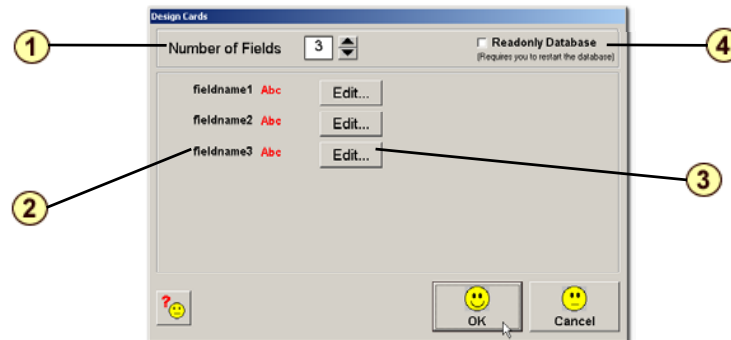 Design Cards
1
Number of Fields 3
Readonly Database
(Requires you to restart the database)
4
fieldname1 Abc Edit...
fieldname2 Abc Edit...
fieldname3 Abc Edit...
2
3
?
OK
Cancel